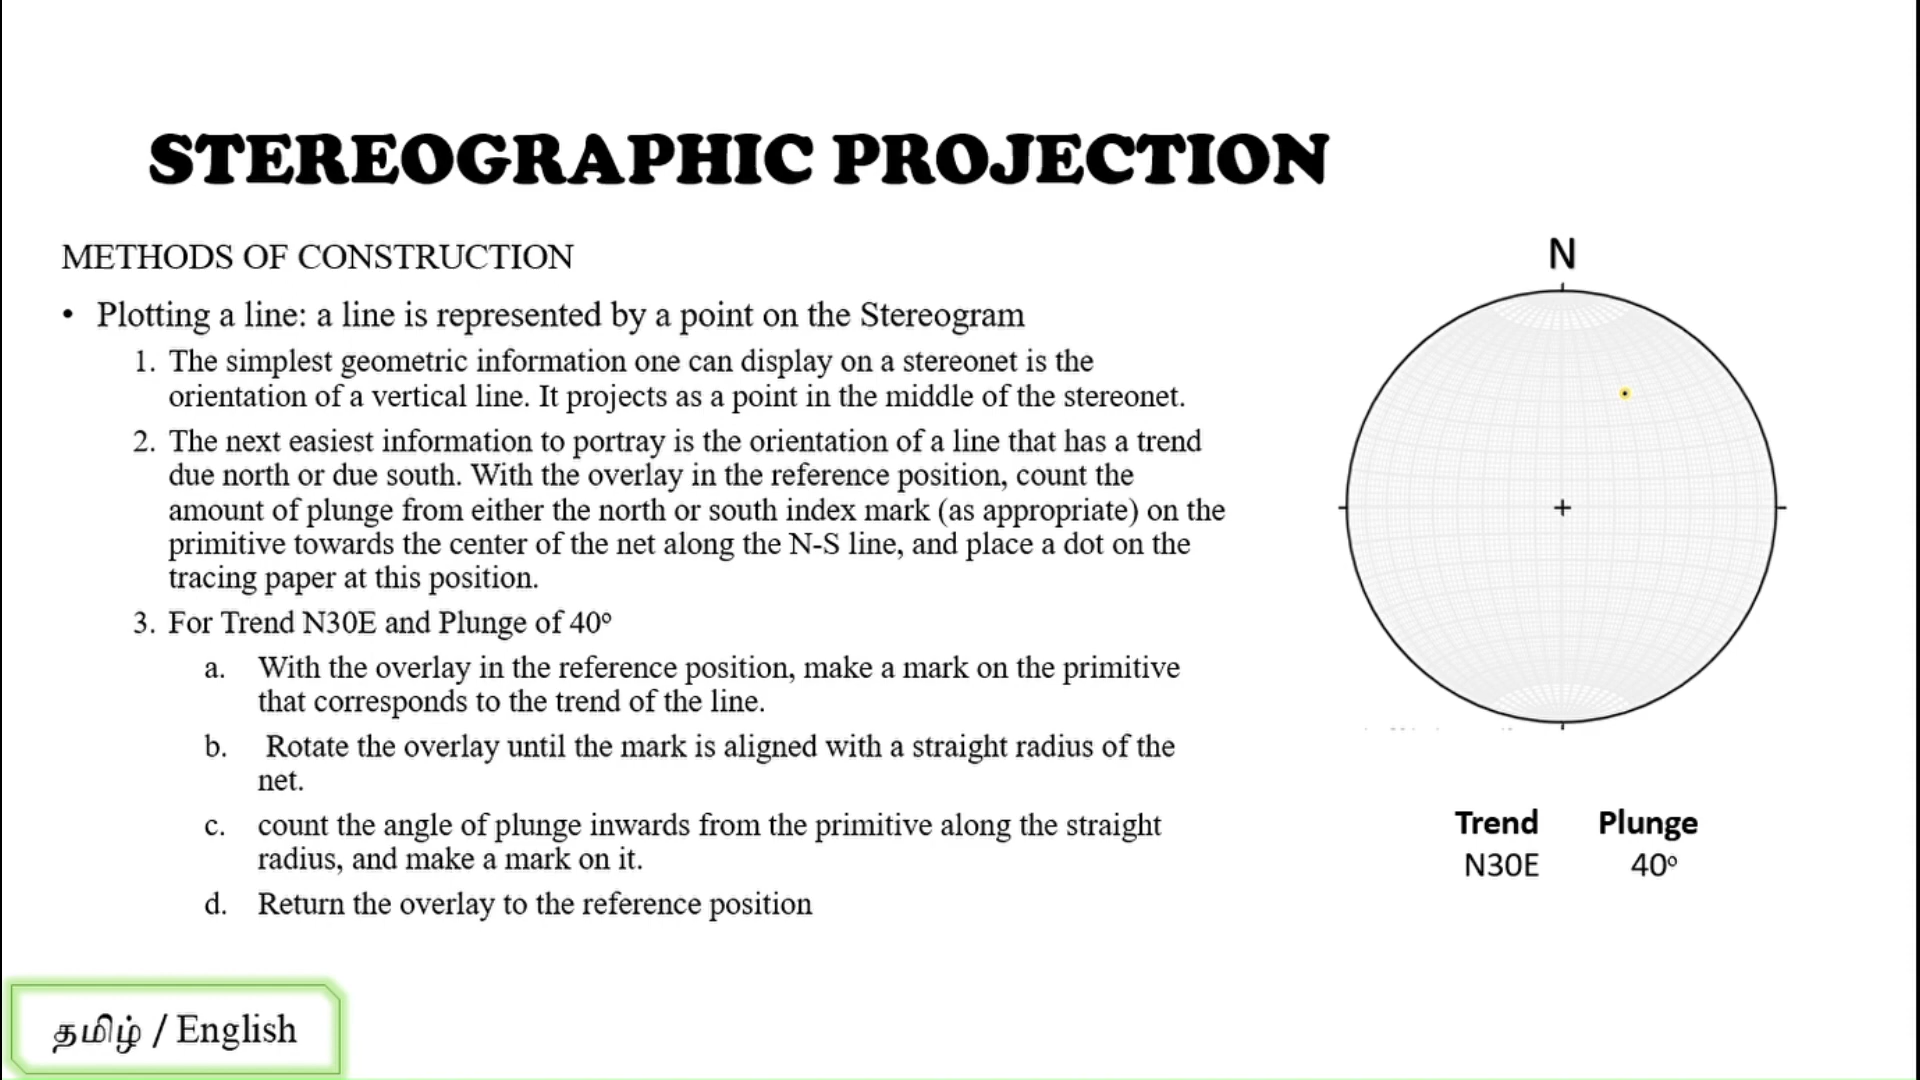 STEREOGRAPHIC PROJECTION
METHODS OF CONSTRUCTION
• Plotting a line: a line is represented by a point on the Stereogram
1. The simplest geometric information one can display on a stereonet is the
orientation of a vertical line. It projects as a point in the middle of the stereonet.
2. The next easiest information to portray is the orientation of a line that has a trend
due north or due south. With the overlay in the reference position, count the
amount of plunge from either the north or south index mark (as appropriate) on the
primitive towards the center of the net along the N-S line, and place a dot on the
tracing paper at this position.
3. For Trend N30E and Plunge of 40º
a. With the overlay in the reference position, make a mark on the primitive
that corresponds to the trend of the line.
b. Rotate the overlay until the mark is aligned with a straight radius of the
net.
c. count the angle of plunge inwards from the primitive along the straight
radius, and make a mark on it.
d. Return the overlay to the reference position
N
Trend Plunge
N30E 40º
தமிழ் / English